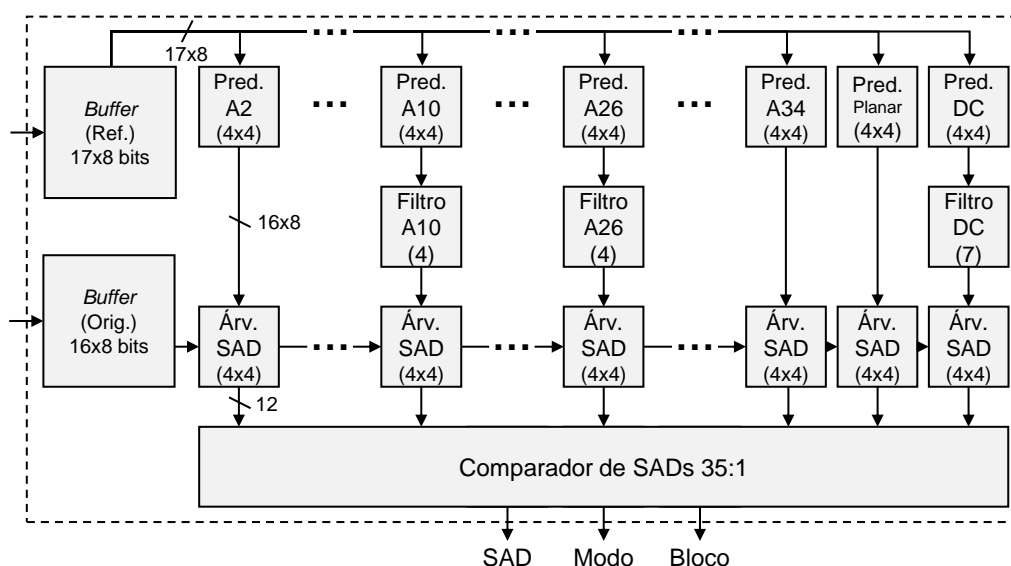 17x8
Buffer
(Ref.)
17x8 bits
Pred.
A2
(4x4)
...
Pred.
A10
(4x4)
...
Pred.
A26
(4x4)
...
Pred.
A34
(4x4)
Pred.
Planar
(4x4)
Pred.
DC
(4x4)
16x8
Filtro
A10
(4)
Filtro
A26
(4)
Filtro
DC
(7)
Buffer
(Orig.)
16x8 bits
Árv.
SAD
(4x4)
...
Árv.
SAD
(4x4)
...
Árv.
SAD
(4x4)
...
Árv.
SAD
(4x4)
Árv.
SAD
(4x4)
Árv.
SAD
(4x4)
12
Comparador de SADs 35:1
SAD
Modo
Bloco